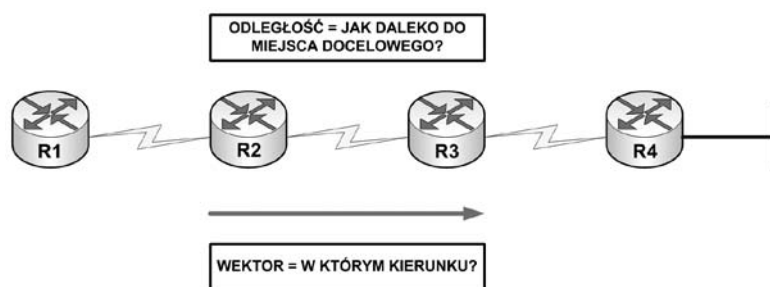 ODLEGŁOŚĆ = JAK DALEKO DO
MIEJSCA DOCELOWEGO?
R1
R2
R3
R4
WEKTOR = W KTÓRYM KIERUNKU?